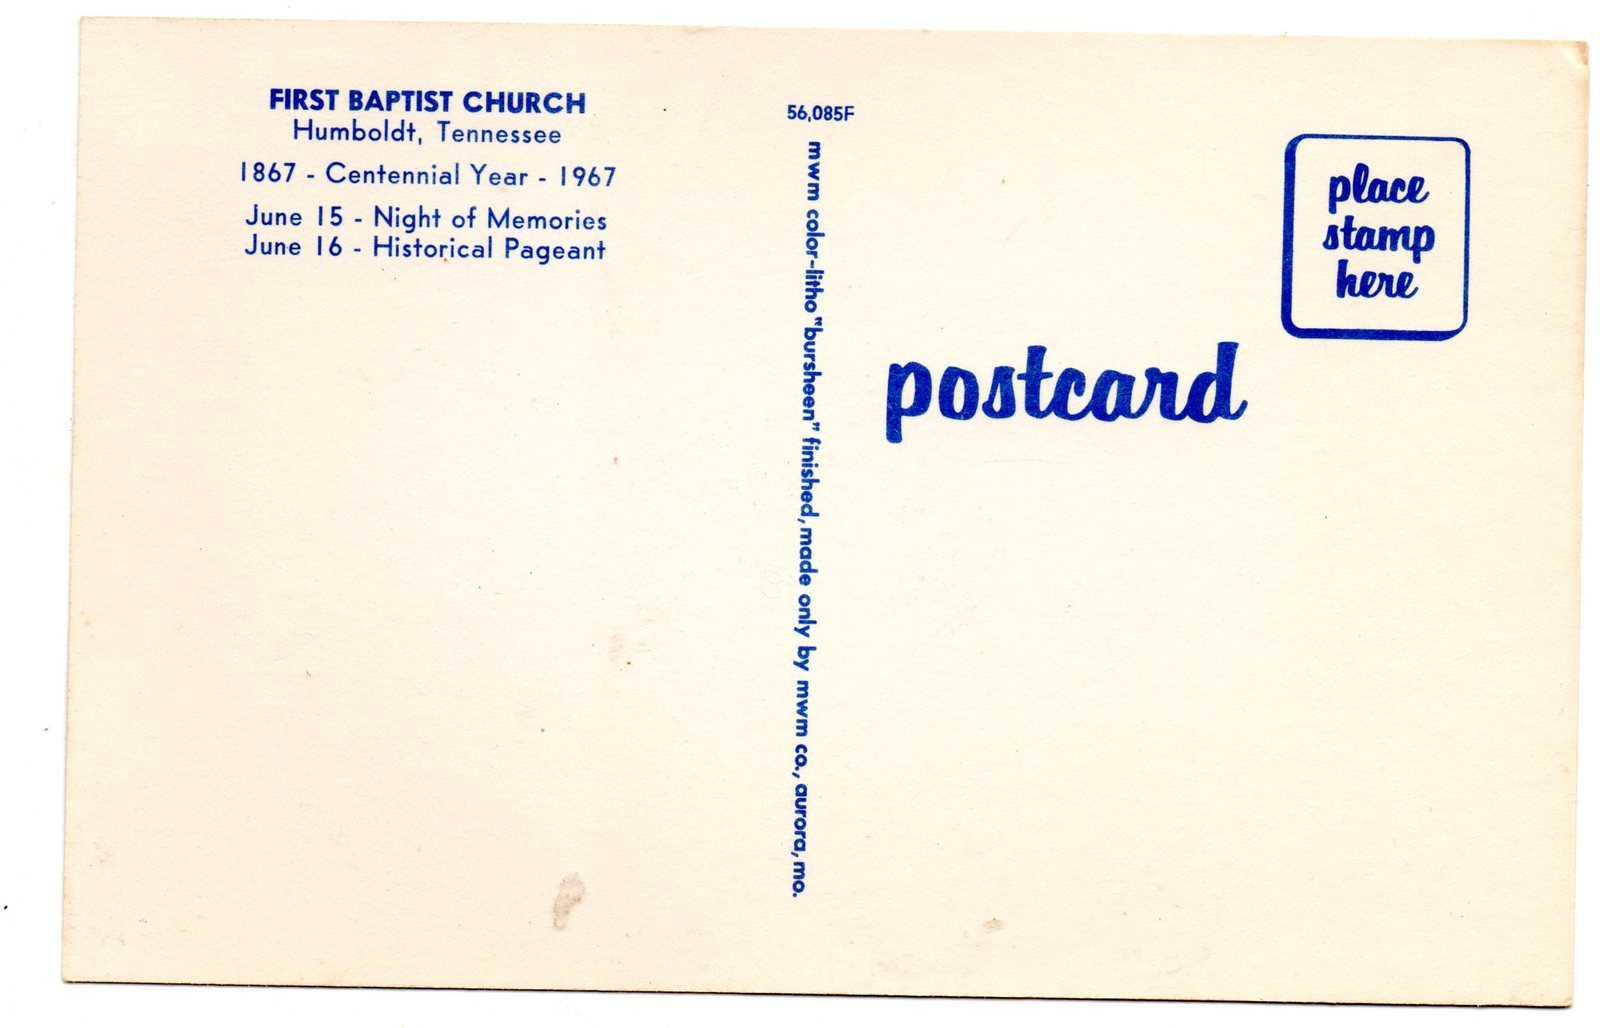 FIRST BAPTIST CHURCH
Humboldt, Tennessee
1867 - Centennial Year - 1967
June 15 - Night of Memories
June 16 - Historical Pageant
56,085F
mwm color-litho "bursheen" finished, made only by mwm co., aurora, mo.
place
stamp
here
postcard